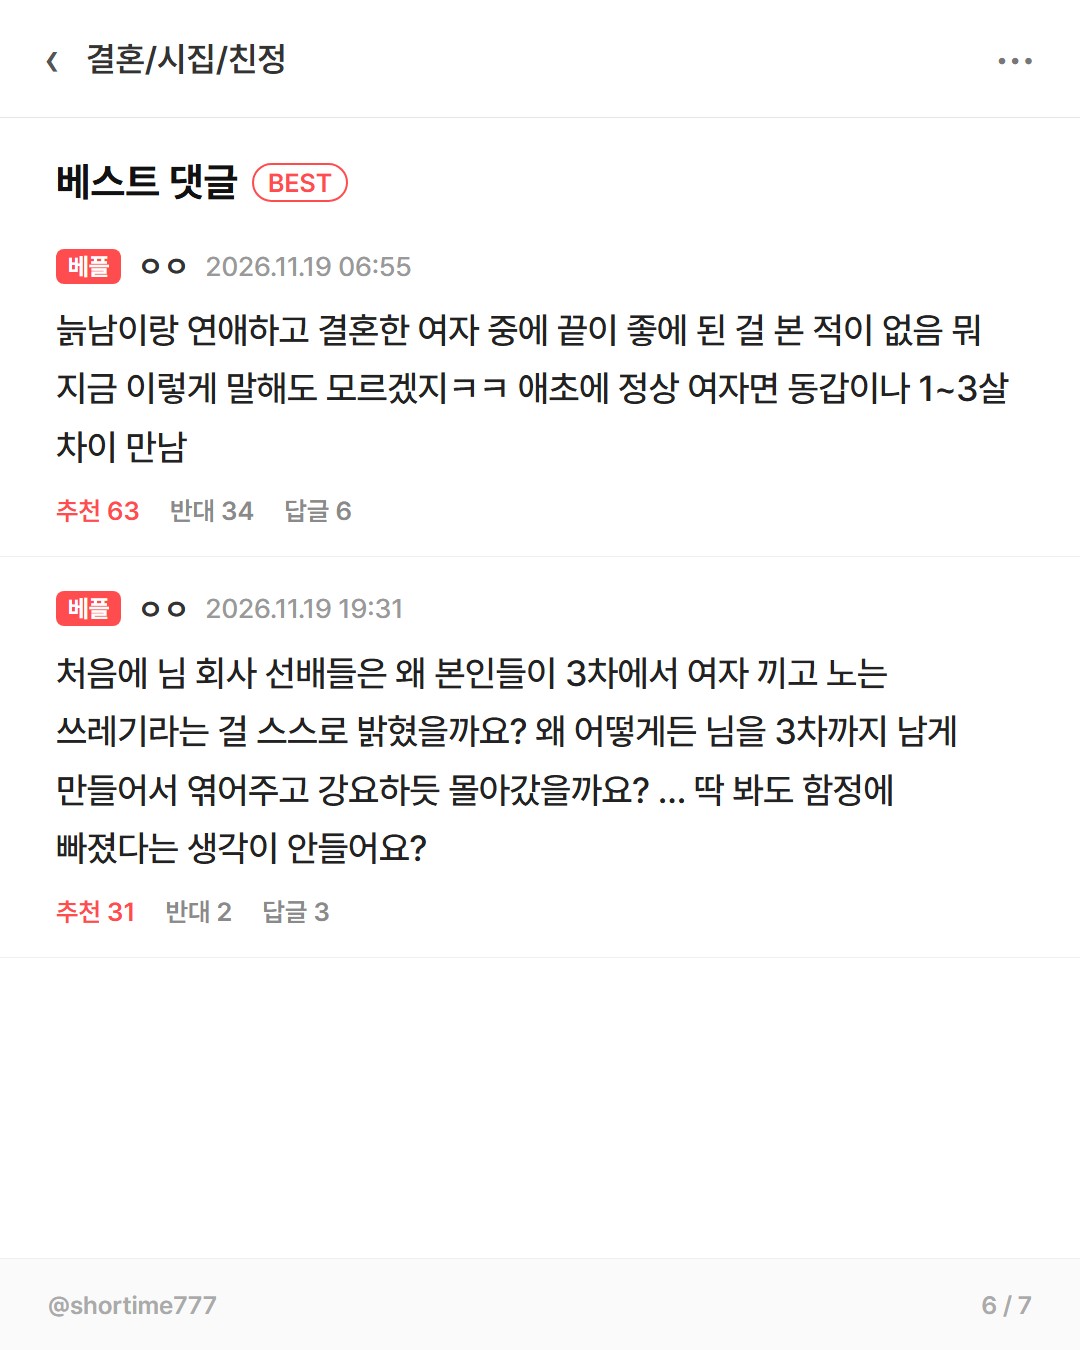 결혼/시집/친정
베스트 댓글 BEST
베플 ㅇㅇ 2026.11.19 06:55
늙남이랑 연애하고 결혼한 여자 중에 끝이 좋에 된 걸 본 적이 없음 뭐
지금 이렇게 말해도 모르겠지ㅋㅋ 애초에 정상 여자면 동갑이나 1~3살
차이 만남
추천 63 반대 34 답글 6
베플 ㅇㅇ 2026.11.19 19:31
처음에 님 회사 선배들은 왜 본인들이 3차에서 여자 끼고 노는
쓰레기라는 걸 스스로 밝혔을까요? 왜 어떻게든 님을 3차까지 남게
만들어서 엮어주고 강요하듯 몰아갔을까요? ... 딱 봐도 함정에
빠졌다는 생각이 안들어요?
추천 31 반대 2 답글 3
@shortime777 6 / 7